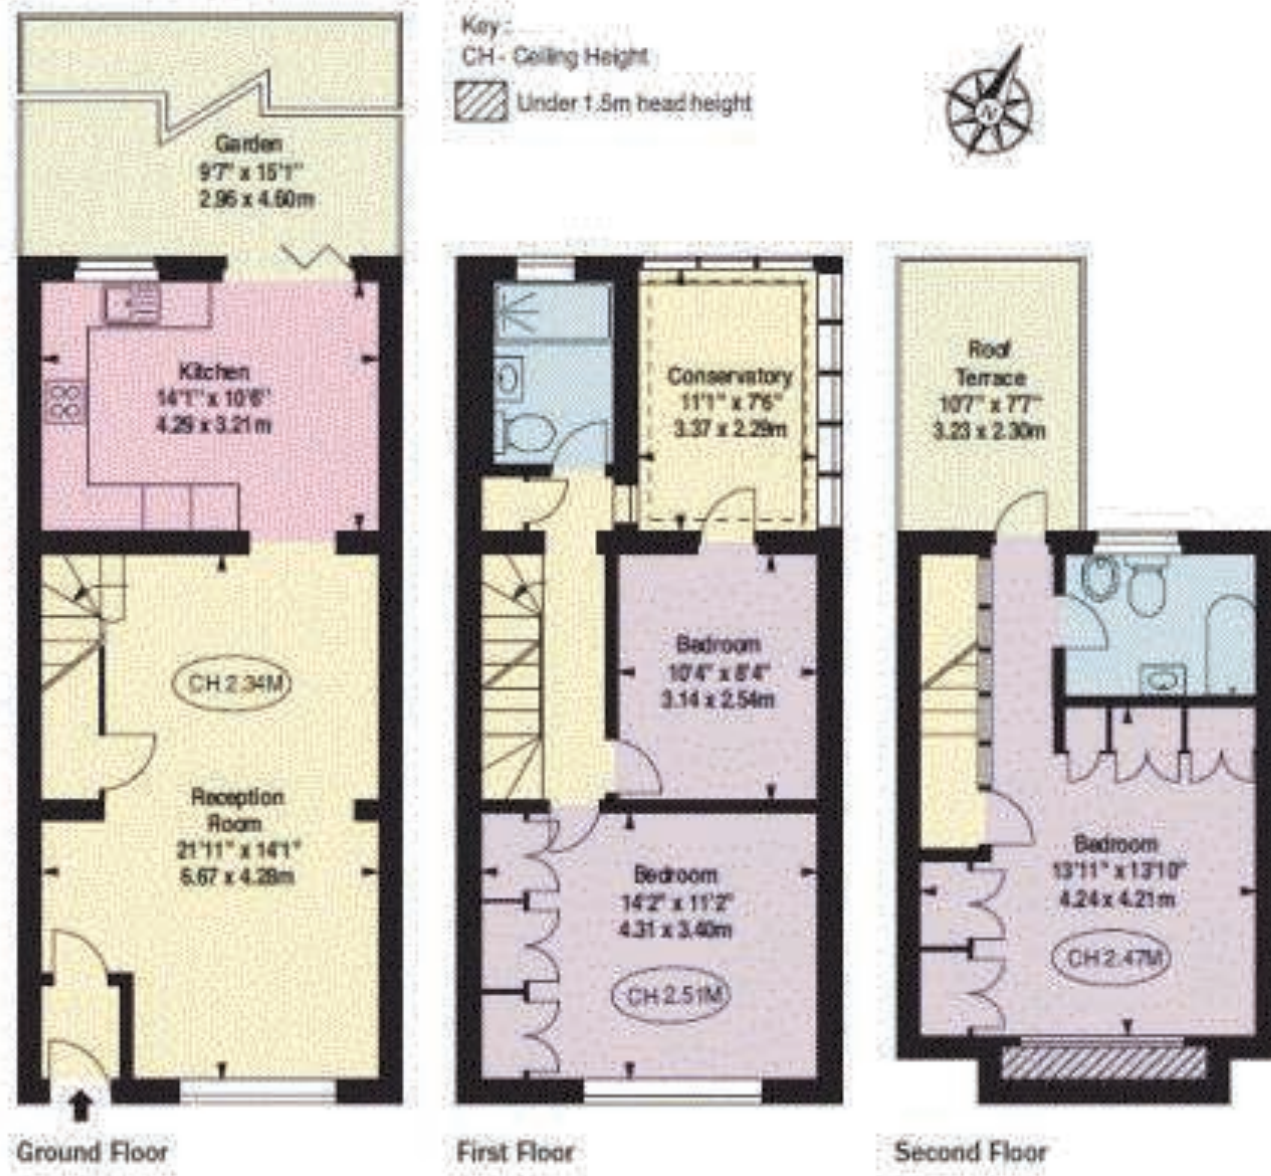 Key :
CH - Ceiling Height
Under 1.5m head height
N
Garden
9'7" x 15'1"
2.95 x 4.60m
Kitchen
14'1" x 10'6"
4.29 x 3.21m
CH 2.34M
Reception
Room
21'11" x 14'1"
6.67 x 4.28m
Ground Floor
Conservatory
11'1" x 7'6"
3.37 x 2.29m
Bedroom
10'4" x 8'4"
3.14 x 2.54m
Bedroom
14'2" x 11'2"
4.31 x 3.40m
CH 2.51M
First Floor
Roof
Terrace
10'7" x 7'7"
3.23 x 2.30m
Bedroom
13'11" x 13'10"
4.24 x 4.21m
CH 2.47M
Second Floor